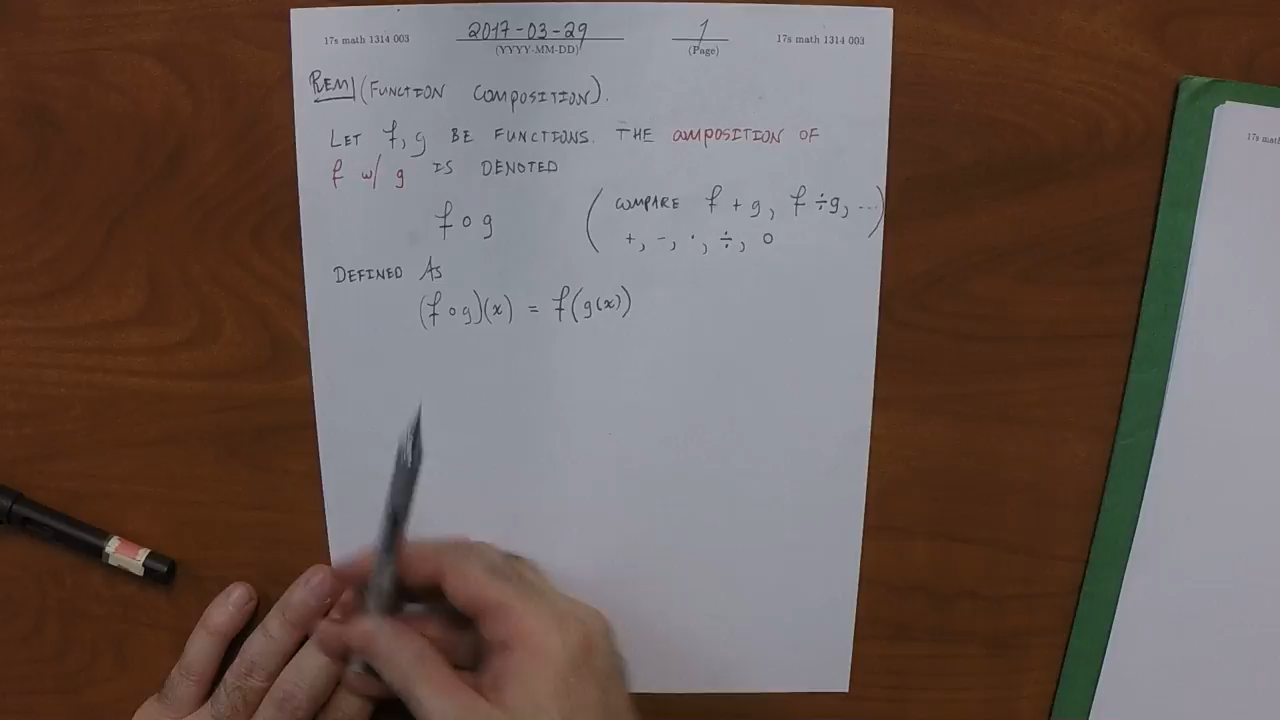 17s math 1314 003 2017-03-29 1 17s math 1314 003
(YYYY-MM-DD) (Page)
REM (FUNCTION COMPOSITION).
LET f, g BE FUNCTIONS. THE COMPOSITION OF
f w/ g IS DENOTED
f ∘ g ( COMPARE f + g, f ÷ g, ... )
+, -, ·, ÷, ∘
DEFINED AS
(f ∘ g)(x) = f(g(x))
17s mat